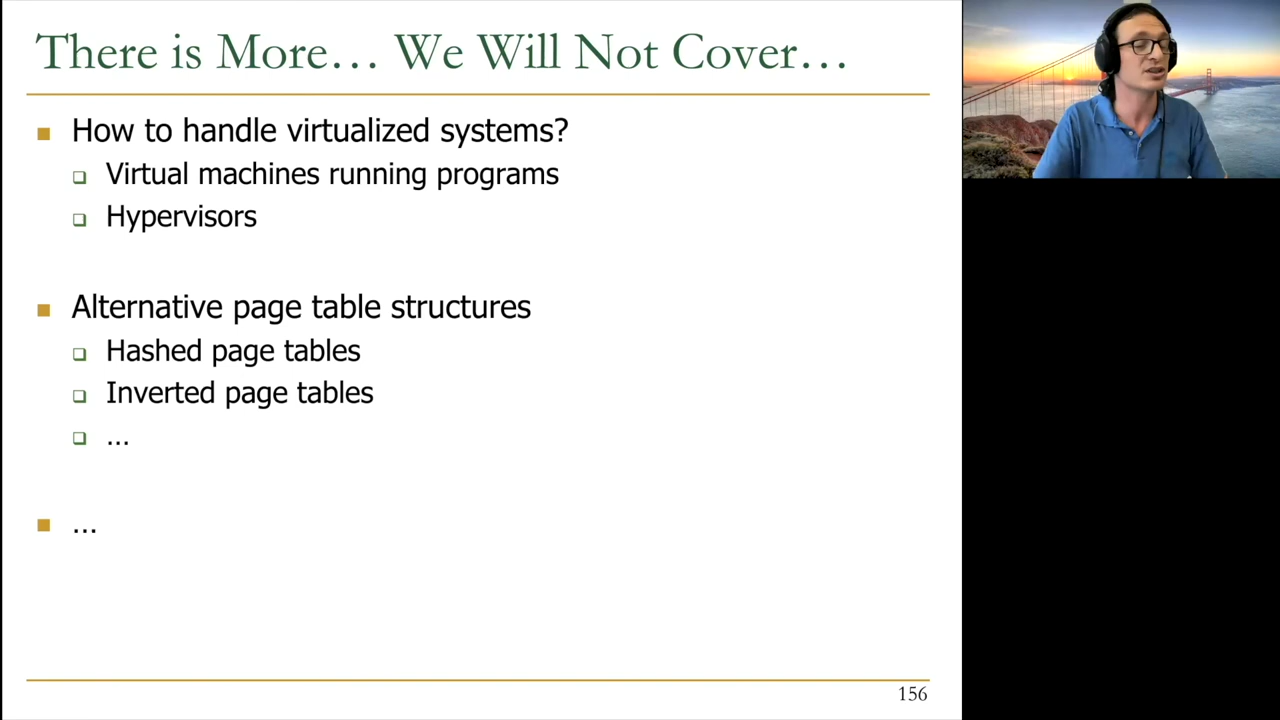 There is More… We Will Not Cover…
How to handle virtualized systems?
Virtual machines running programs
Hypervisors
Alternative page table structures
Hashed page tables
Inverted page tables
…
…
156